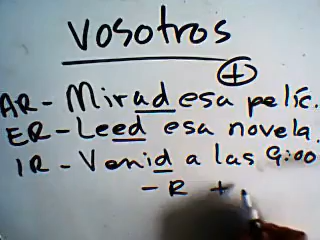 vosotros
+
AR - Mirad esa pelíc.
ER - Leed esa novela.
IR - Venid a las 9:00
- R +